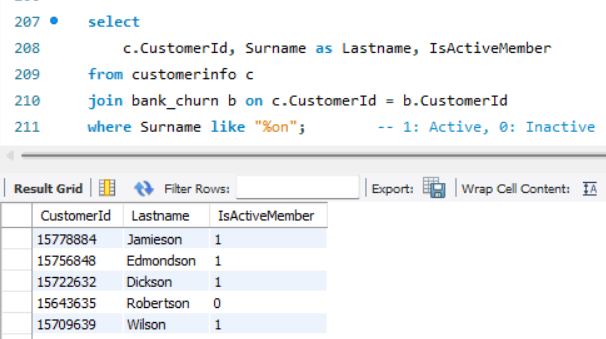 207 select
208 c.CustomerId, Surname as Lastname, IsActiveMember
209 from customerinfo c
210 join bank_churn b on c.CustomerId = b.CustomerId
211 where Surname like "%on"; -- 1: Active, 0: Inactive
Result Grid Filter Rows: Export: Wrap Cell Content:
CustomerId Lastname IsActiveMember
15778884 Jamieson 1
15756848 Edmondson 1
15722632 Dickson 1
15643635 Robertson 0
15709639 Wilson 1